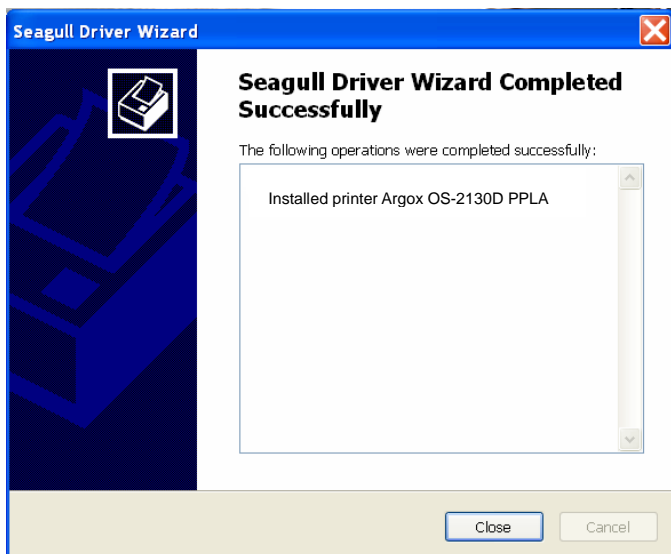 Seagull Driver Wizard
Seagull Driver Wizard Completed
Successfully
The following operations were completed successfully:
Installed printer Argox OS-2130D PPLA
Close
Cancel